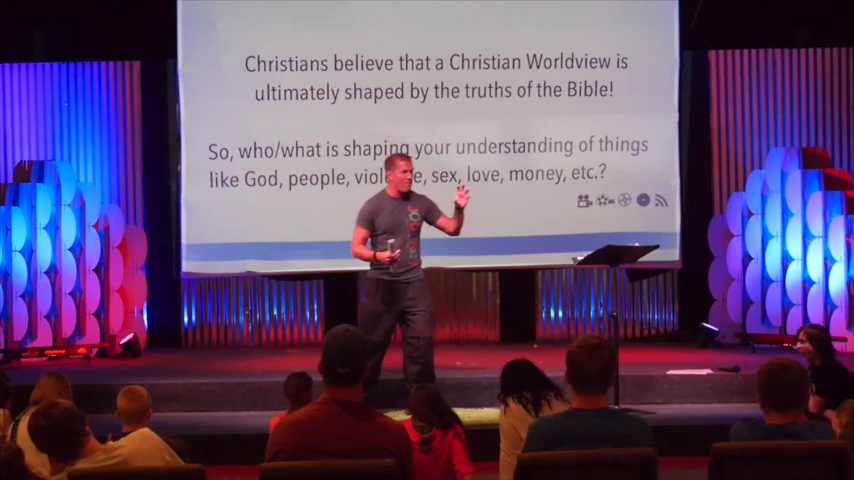 Christians believe that a Christian Worldview is
ultimately shaped by the truths of the Bible!
So, who/what is shaping your understanding of things
like God, people, viol e, sex, love, money, etc.?